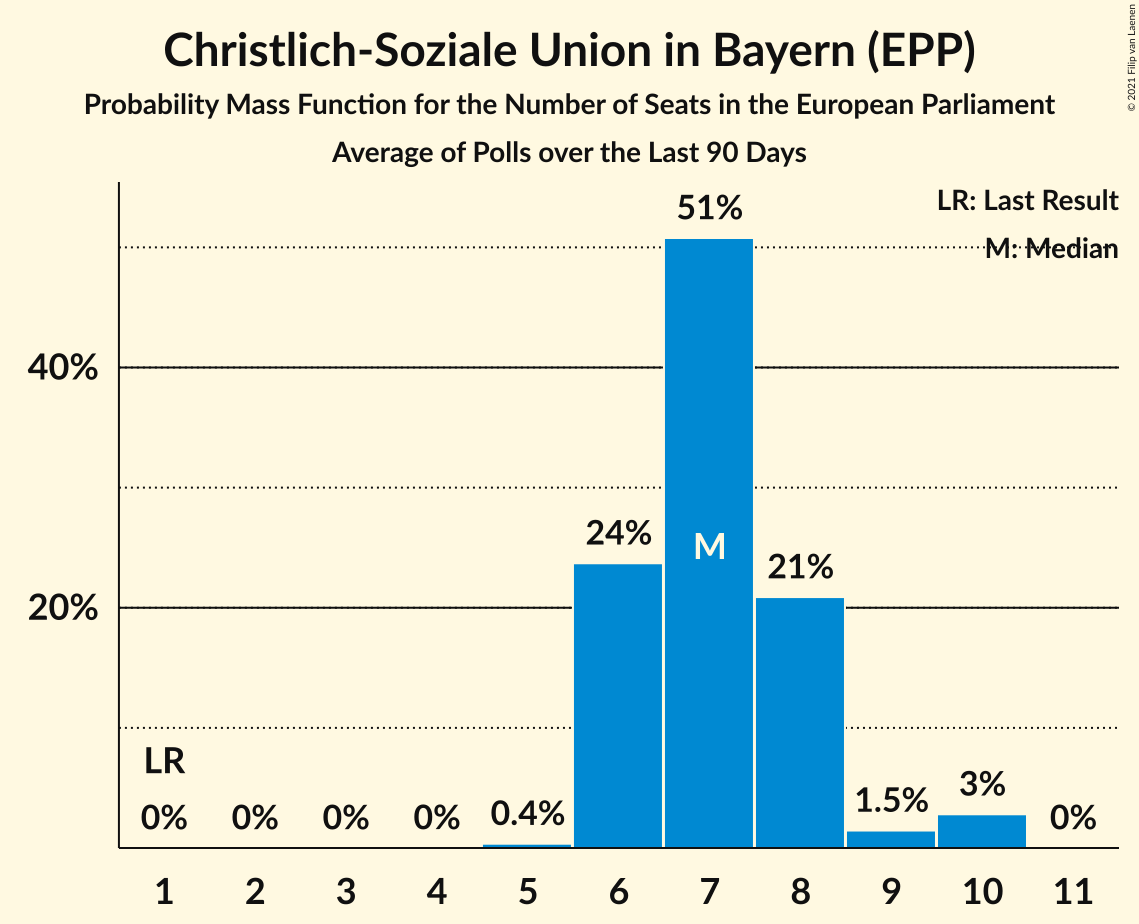 Christlich-Soziale Union in Bayern (EPP)
Probability Mass Function for the Number of Seats in the European Parliament
Average of Polls over the Last 90 Days
© 2021 Filip van Laenen
LR: Last Result
M: Median
51%
40%
24%
M
21%
20%
LR
0% 0% 0% 0% 0.4% 1.5% 3% 0%
1 2 3 4 5 6 7 8 9 10 11